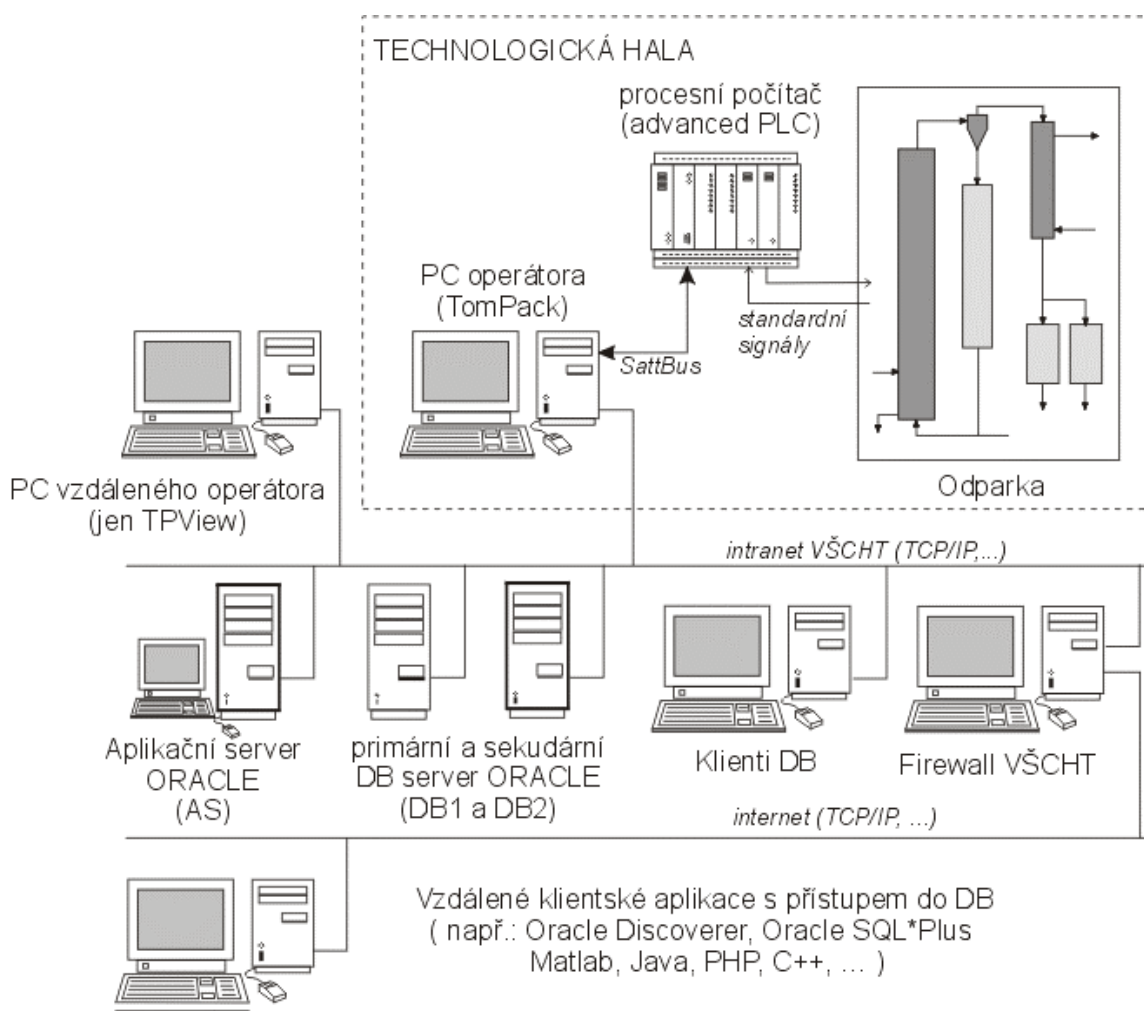 TECHNOLOGICKÁ HALA
procesní počítač
(advanced PLC)
PC operátora
(TomPack)
standardní
signály
SattBus
Odparka
PC vzdáleného operátora
(jen TPView)
intranet VŠCHT (TCP/IP,...)
Aplikační server
ORACLE
(AS)
primární a sekudární
DB server ORACLE
(DB1 a DB2)
Klienti DB
Firewall VŠCHT
internet (TCP/IP, ...)
Vzdálené klientské aplikace s přístupem do DB
( např.: Oracle Discoverer, Oracle SQL*Plus
Matlab, Java, PHP, C++, ... )